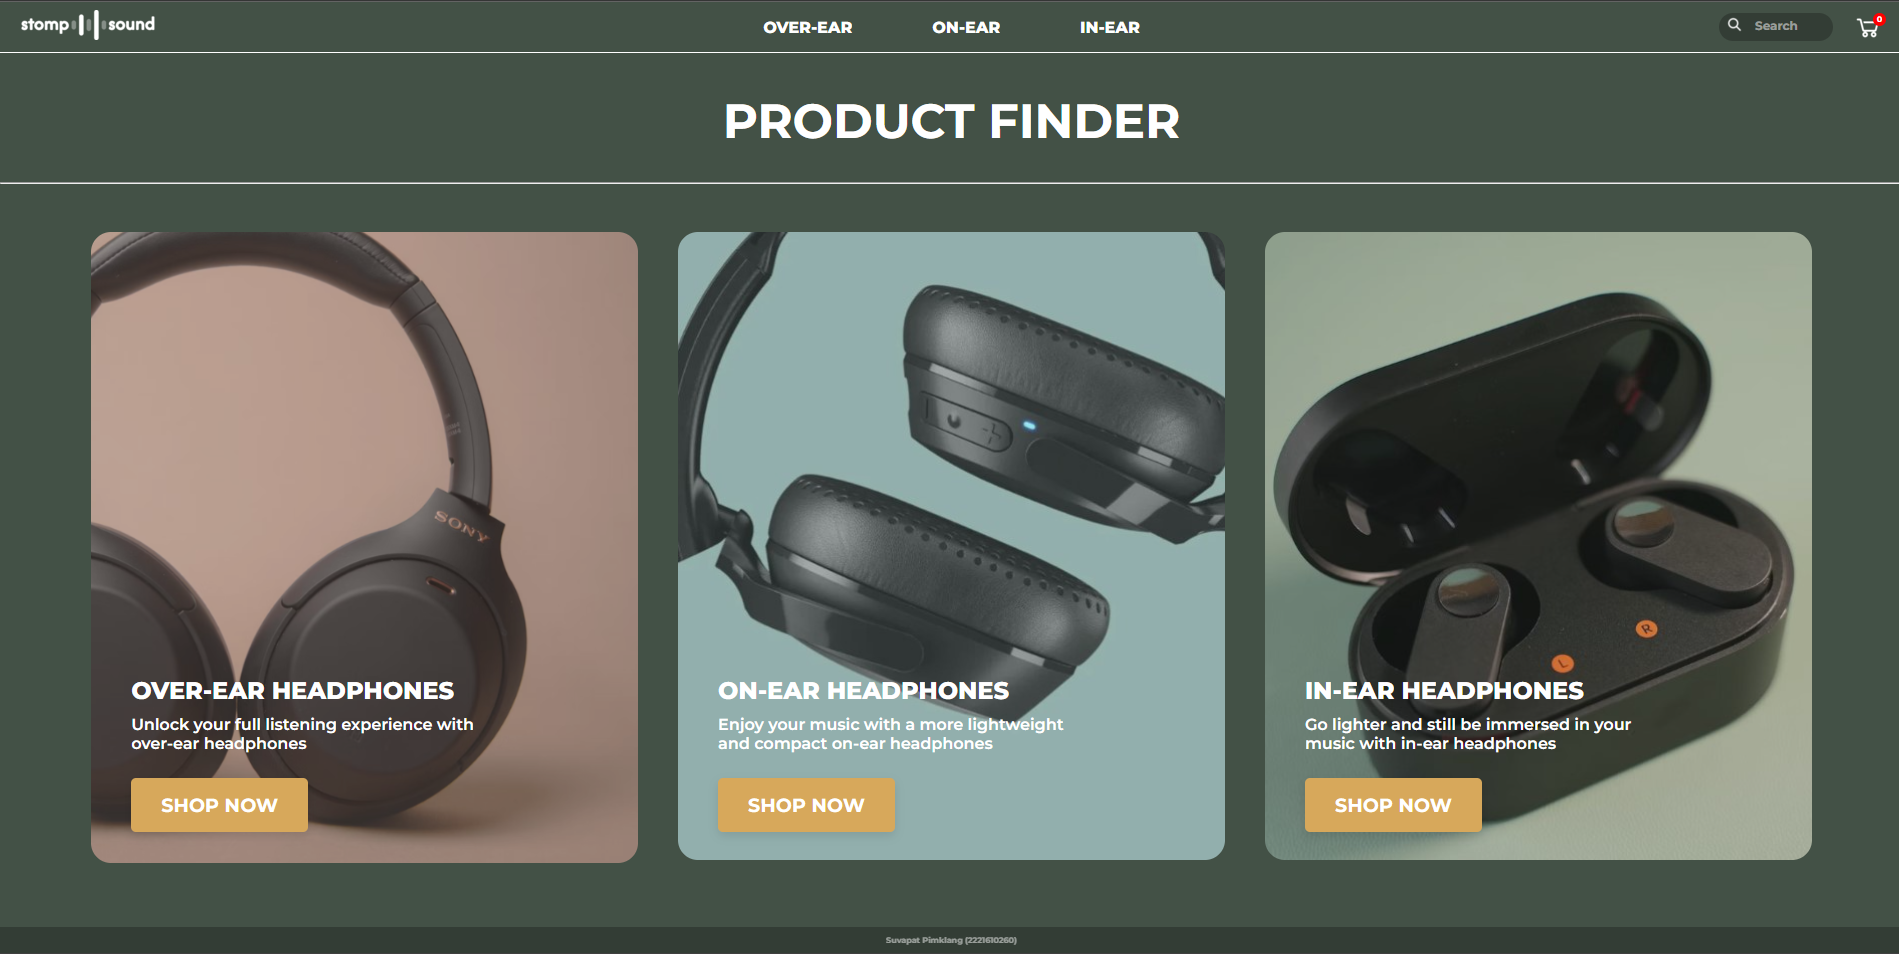 stomp sound
OVER-EAR
ON-EAR
IN-EAR
Search
0
PRODUCT FINDER
SONY
OVER-EAR HEADPHONES
Unlock your full listening experience with
over-ear headphones
SHOP NOW
ON-EAR HEADPHONES
Enjoy your music with a more lightweight
and compact on-ear headphones
SHOP NOW
R
L
IN-EAR HEADPHONES
Go lighter and still be immersed in your
music with in-ear headphones
SHOP NOW
Suvapat Pimklang (2221610260)